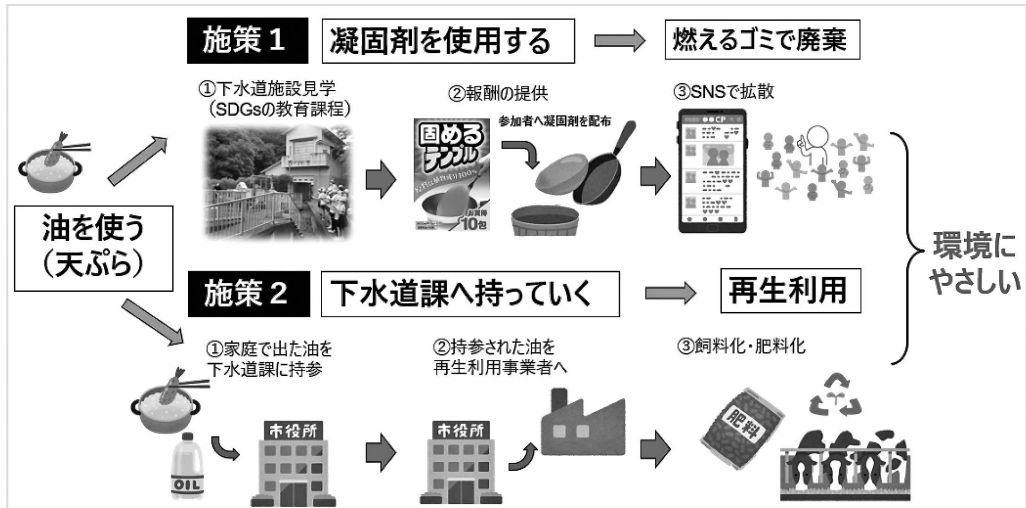 施策1
凝固剤を使用する
燃えるゴミで廃棄
①下水道施設見学
(SDGsの教育課程)
②報酬の提供
参加者へ凝固剤を配布
③SNSで拡散
固める
テンプル
お買得
10包
●●CP
油を使う
(天ぷら)
環境に
やさしい
施策2
下水道課へ持っていく
再生利用
①家庭で出た油を
下水道課に持参
②持参された油を
再生利用事業者へ
③飼料化・肥料化
OIL
市役所
市役所
肥料